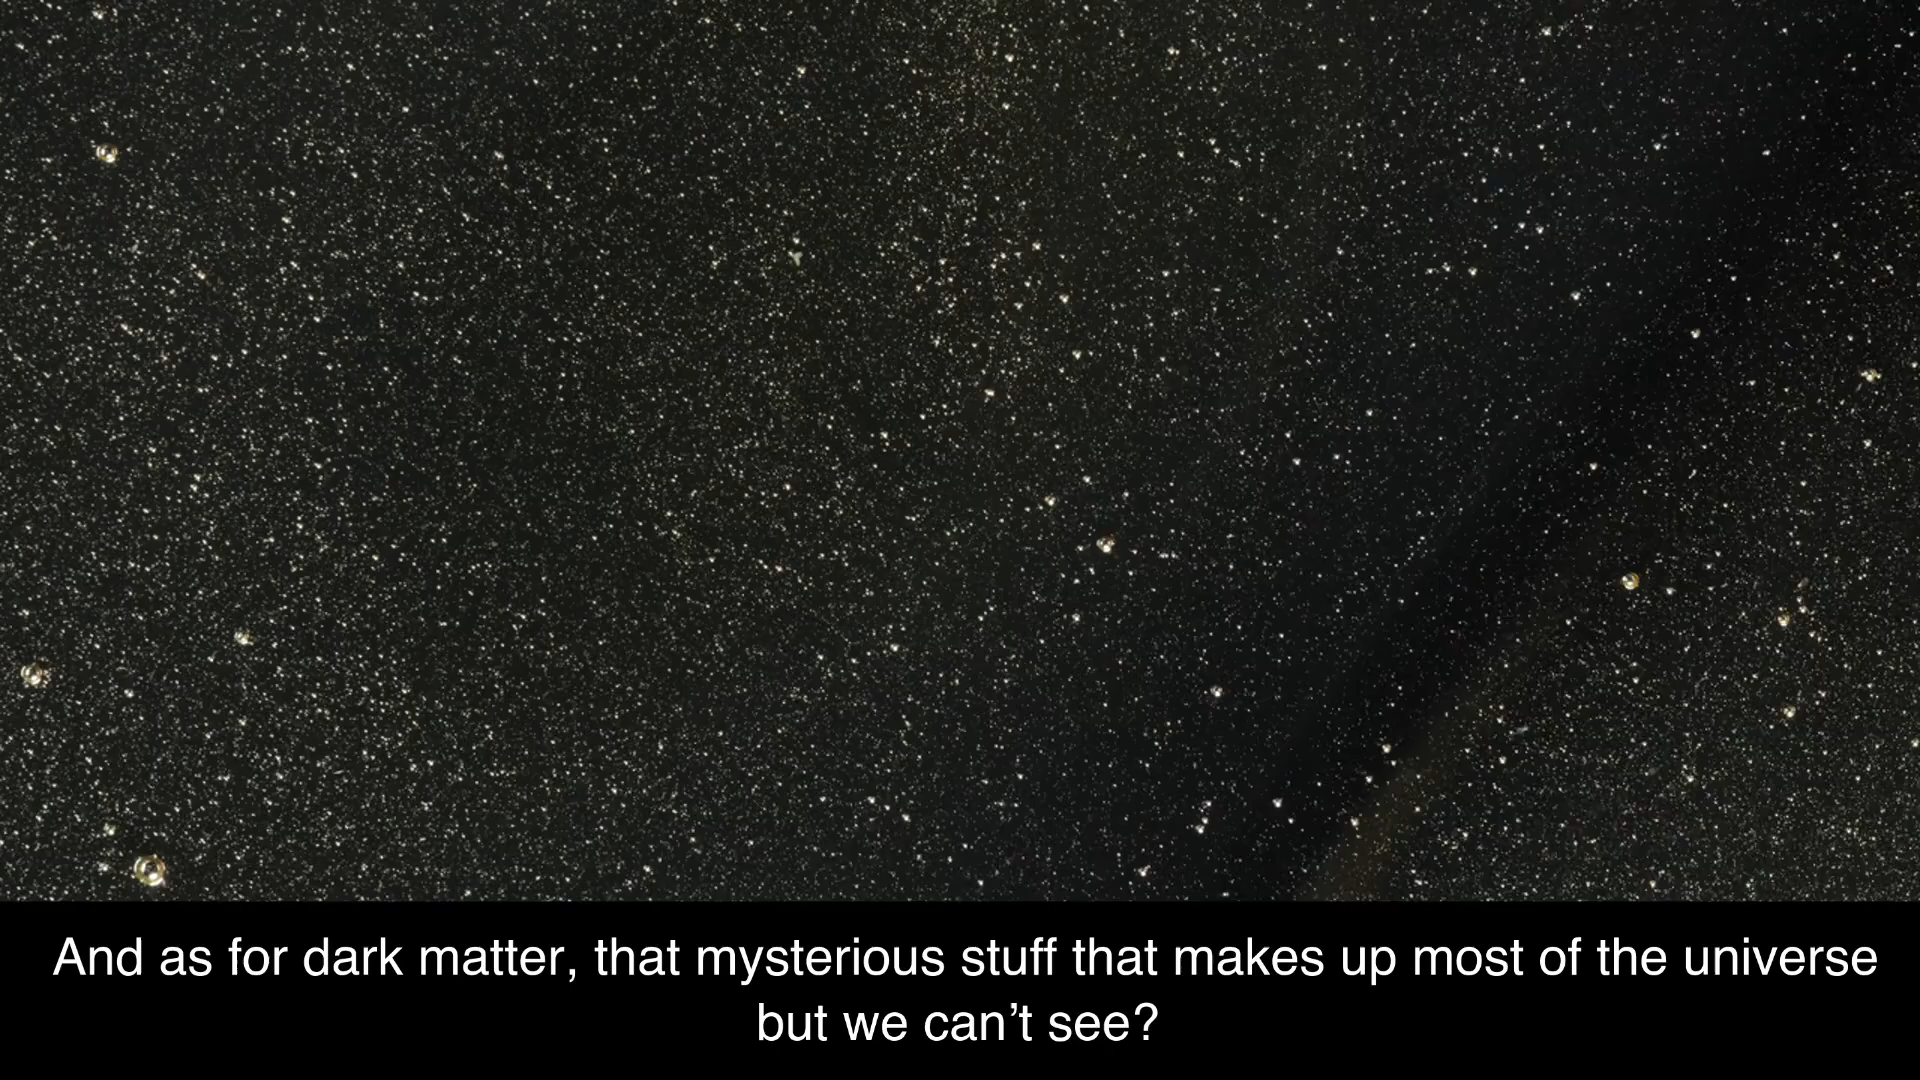 And as for dark matter, that mysterious stuff that makes up most of the universe
but we can’t see?